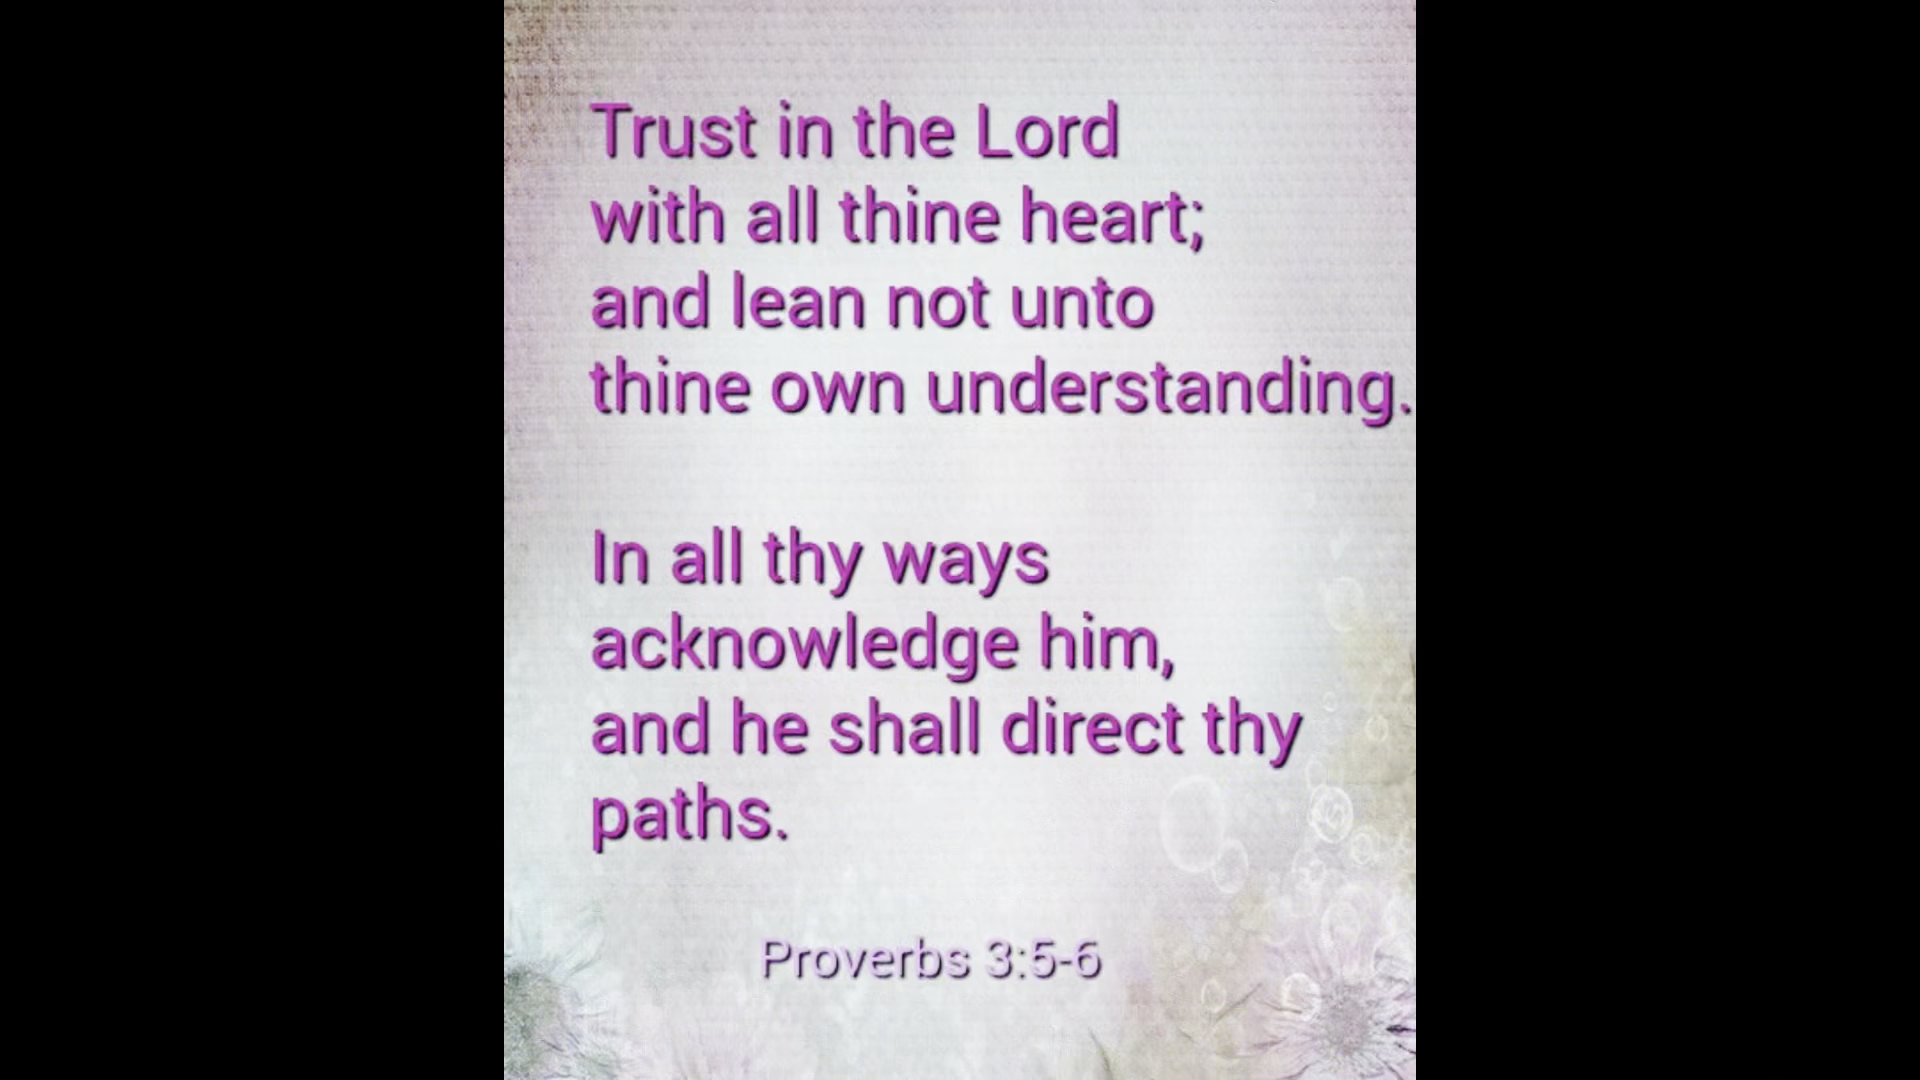 Trust in the Lord
with all thine heart;
and lean not unto
thine own understanding.
In all thy ways
acknowledge him,
and he shall direct thy
paths.
Proverbs 3:5-6